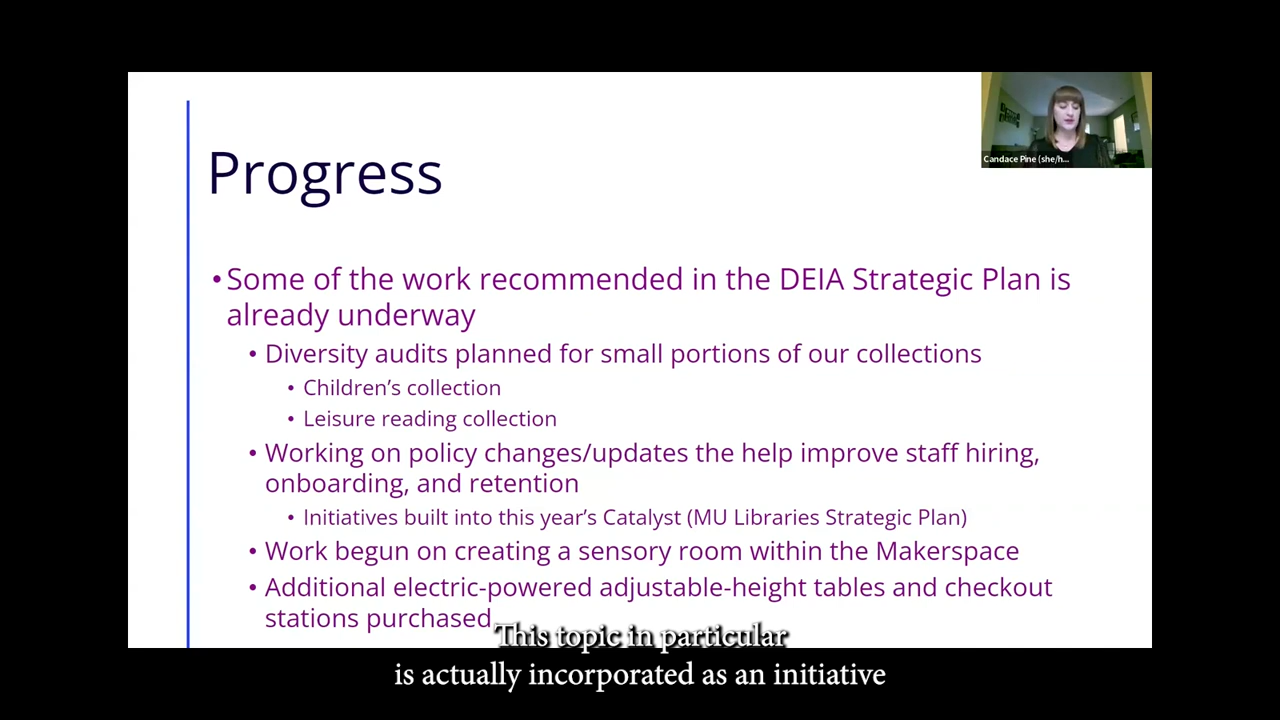 Candace Pine (she/h...
Progress
• Some of the work recommended in the DEIA Strategic Plan is
already underway
• Diversity audits planned for small portions of our collections
• Children’s collection
• Leisure reading collection
• Working on policy changes/updates the help improve staff hiring,
onboarding, and retention
• Initiatives built into this year’s Catalyst (MU Libraries Strategic Plan)
• Work begun on creating a sensory room within the Makerspace
• Additional electric-powered adjustable-height tables and checkout
stations purchased
This topic in particular
is actually incorporated as an initiative